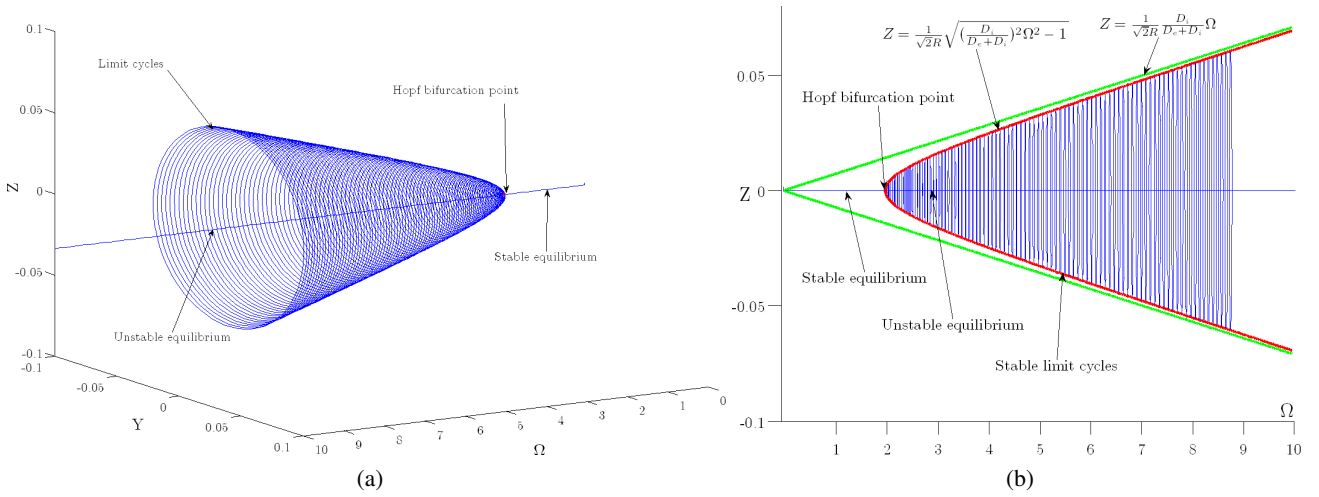 0.1
Limit cycles
Hopf bifurcation point
0.05
Z
0
Stable equilibrium
-0.05
Unstable equilibrium
-0.1
-0.1
-0.05
Y
0
0.05
0.1
10
9
8
7
6
5
4
3
2
1
0
Ω
(a)
Z = \frac{1}{\sqrt{2}R}\sqrt{(\frac{D_i}{D_e+D_i})^2Ω^2 − 1}
Z = \frac{1}{\sqrt{2}R}\frac{D_i}{D_e+D_i}Ω
0.05
Hopf bifurcation point
Z
0
Stable equilibrium
-0.05
Unstable equilibrium
Stable limit cycles
-0.1
Ω
1 2 3 4 5 6 7 8 9 10
(b)